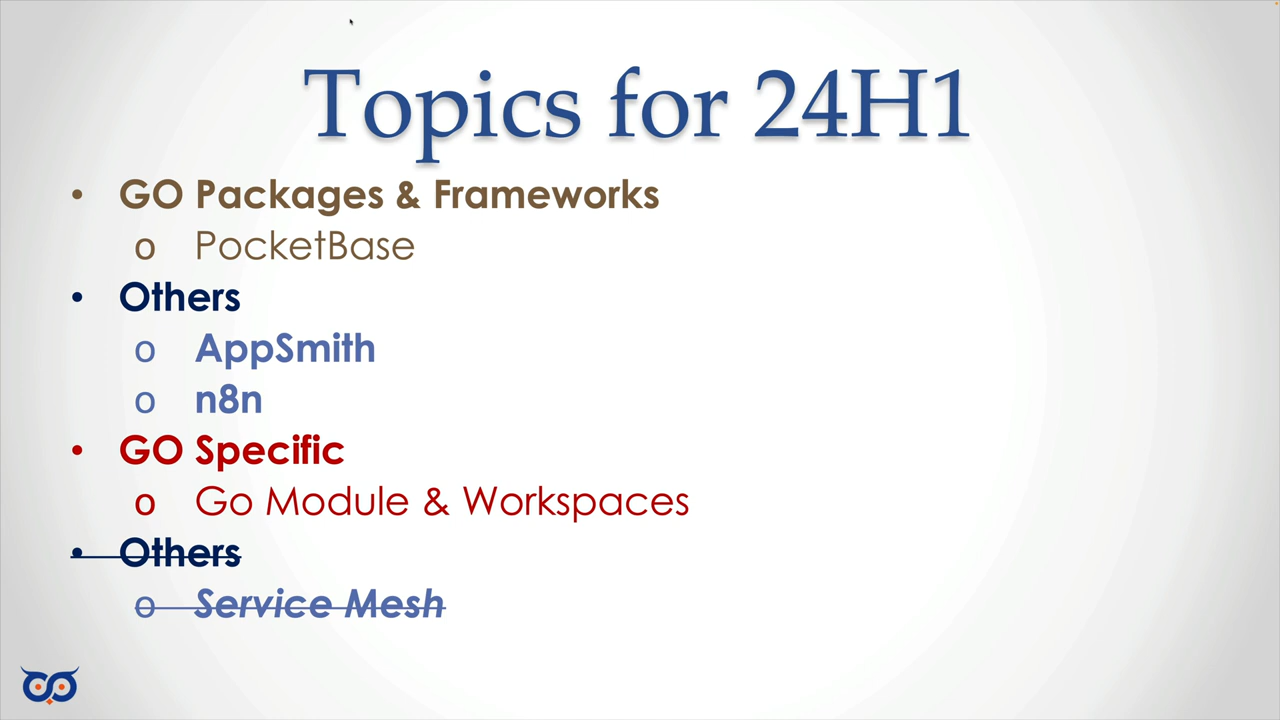 Topics for 24H1
• GO Packages & Frameworks
o PocketBase
• Others
o AppSmith
o n8n
• GO Specific
o Go Module & Workspaces
• Others
o Service Mesh